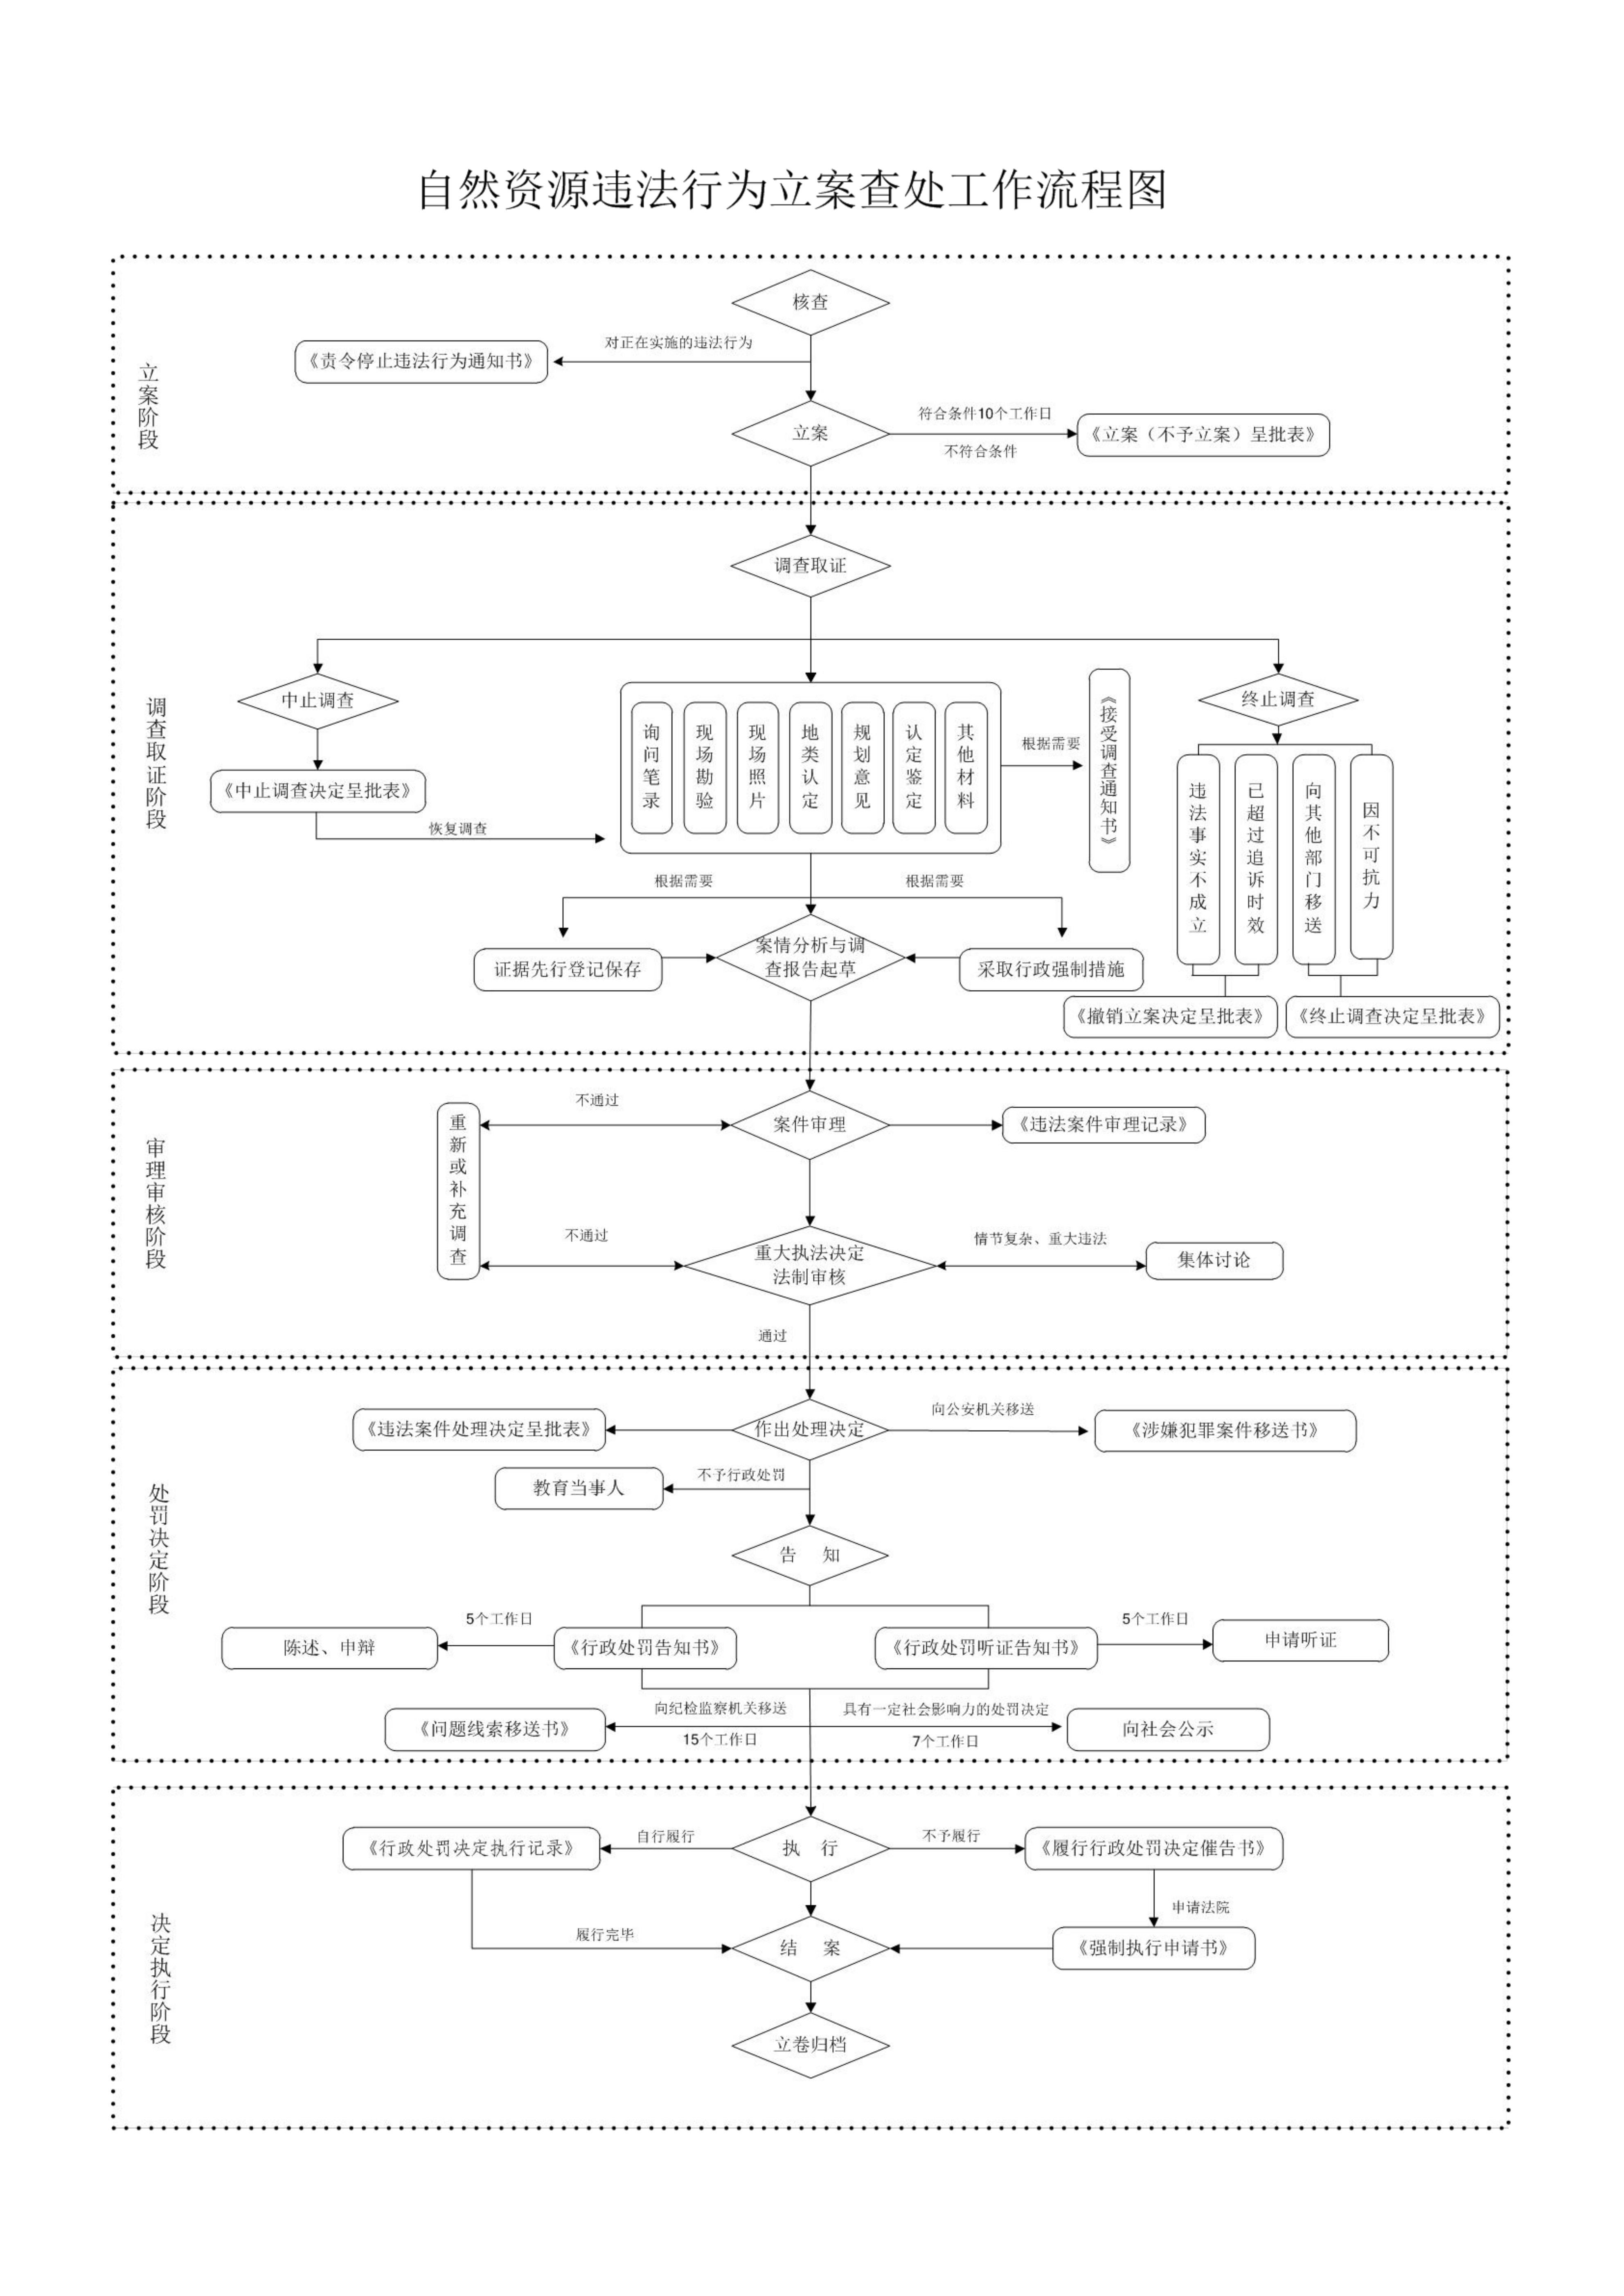 自然资源违法行为立案查处工作流程图
立案阶段
核查
对正在实施的违法行为
《责令停止违法行为通知书》
立案
符合条件10个工作日
不符合条件
《立案（不予立案）呈批表》
调查取证阶段
调查取证
中止调查
《中止调查决定呈批表》
恢复调查
询问笔录
现场勘验
现场照片
地类认定
规划意见
认定鉴定
其他材料
根据需要
《接受调查通知书》
终止调查
违法事实不成立
已超过追诉时效
向其他部门移送
因不可抗力
根据需要
根据需要
证据先行登记保存
案情分析与调
查报告起草
采取行政强制措施
《撤销立案决定呈批表》
《终止调查决定呈批表》
审理审核阶段
重新或补充调查
不通过
案件审理
《违法案件审理记录》
不通过
重大执法决定
法制审核
情节复杂、重大违法
集体讨论
通过
处罚决定阶段
《违法案件处理决定呈批表》
作出处理决定
向公安机关移送
《涉嫌犯罪案件移送书》
教育当事人
不予行政处罚
告 知
陈述、申辩
5个工作日
《行政处罚告知书》
《行政处罚听证告知书》
5个工作日
申请听证
《问题线索移送书》
向纪检监察机关移送
15个工作日
具有一定社会影响力的处罚决定
7个工作日
向社会公示
决定执行阶段
《行政处罚决定执行记录》
自行履行
执 行
不予履行
《履行行政处罚决定催告书》
申请法院
履行完毕
结 案
《强制执行申请书》
立卷归档